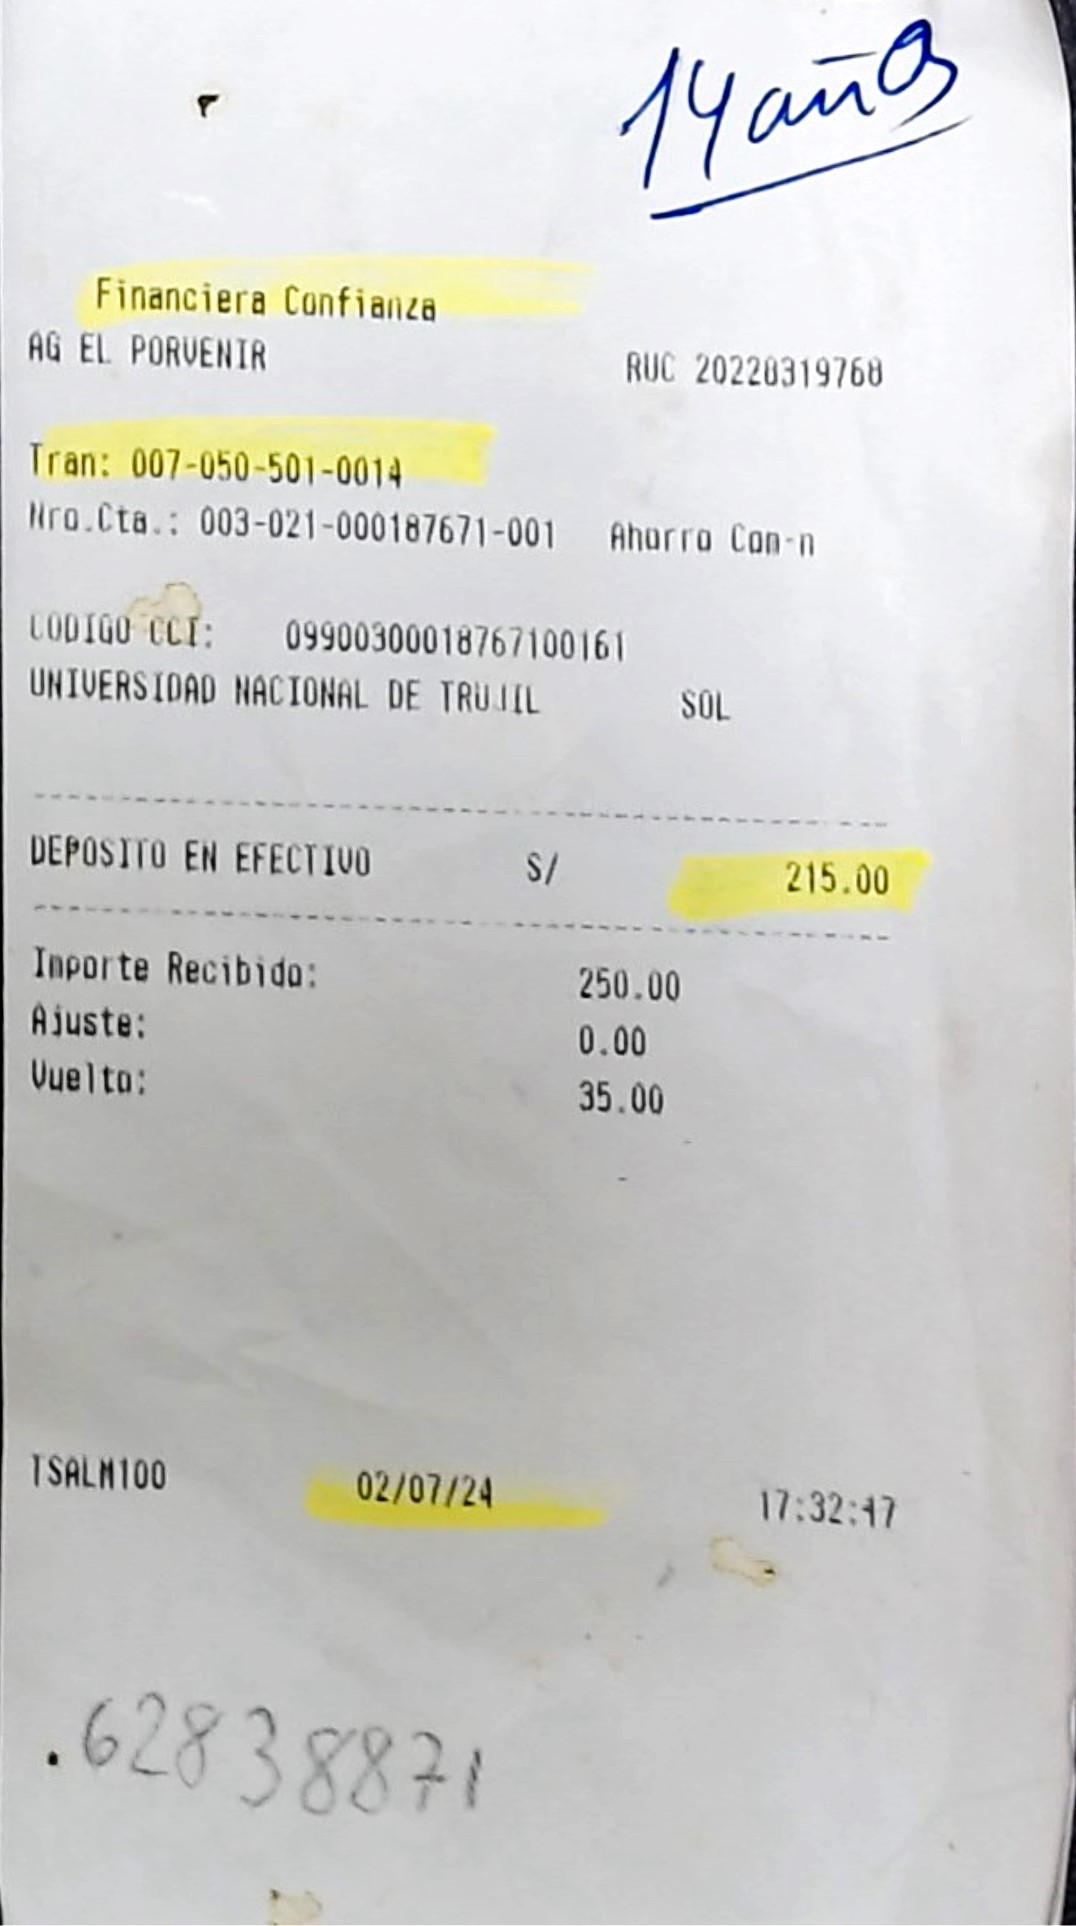 14 años
Financiera Confianza
AG EL PORVENIR RUC 20228319768
Tran: 007-050-501-0014
Nro.Cta.: 003-021-000187671-001 Ahorro Con-n
CODIGO CCI: 09900300018767100161
UNIVERSIDAD NACIONAL DE TRUJIL SOL
DEPOSITO EN EFECTIVO S/ 215.00
Importe Recibido: 250.00
Ajuste: 0.00
Vuelto: 35.00
TSALM100 02/07/24 17:32:47
.62838871